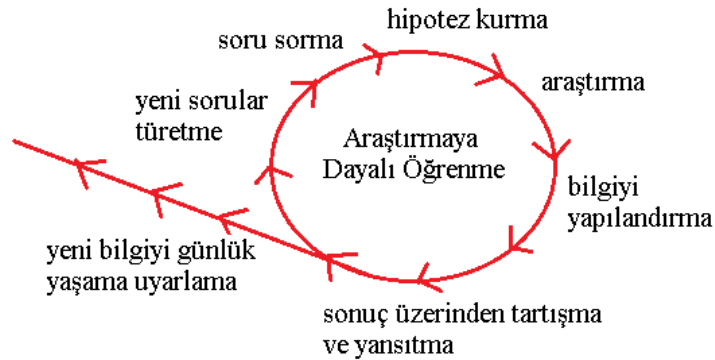 hipotez kurma
soru sorma
araştırma
yeni sorular
türetme
Araştırmaya
Dayalı Öğrenme
bilgiyi
yapılandırma
yeni bilgiyi günlük
yaşama uyarlama
sonuç üzerinden tartışma
ve yansıtma